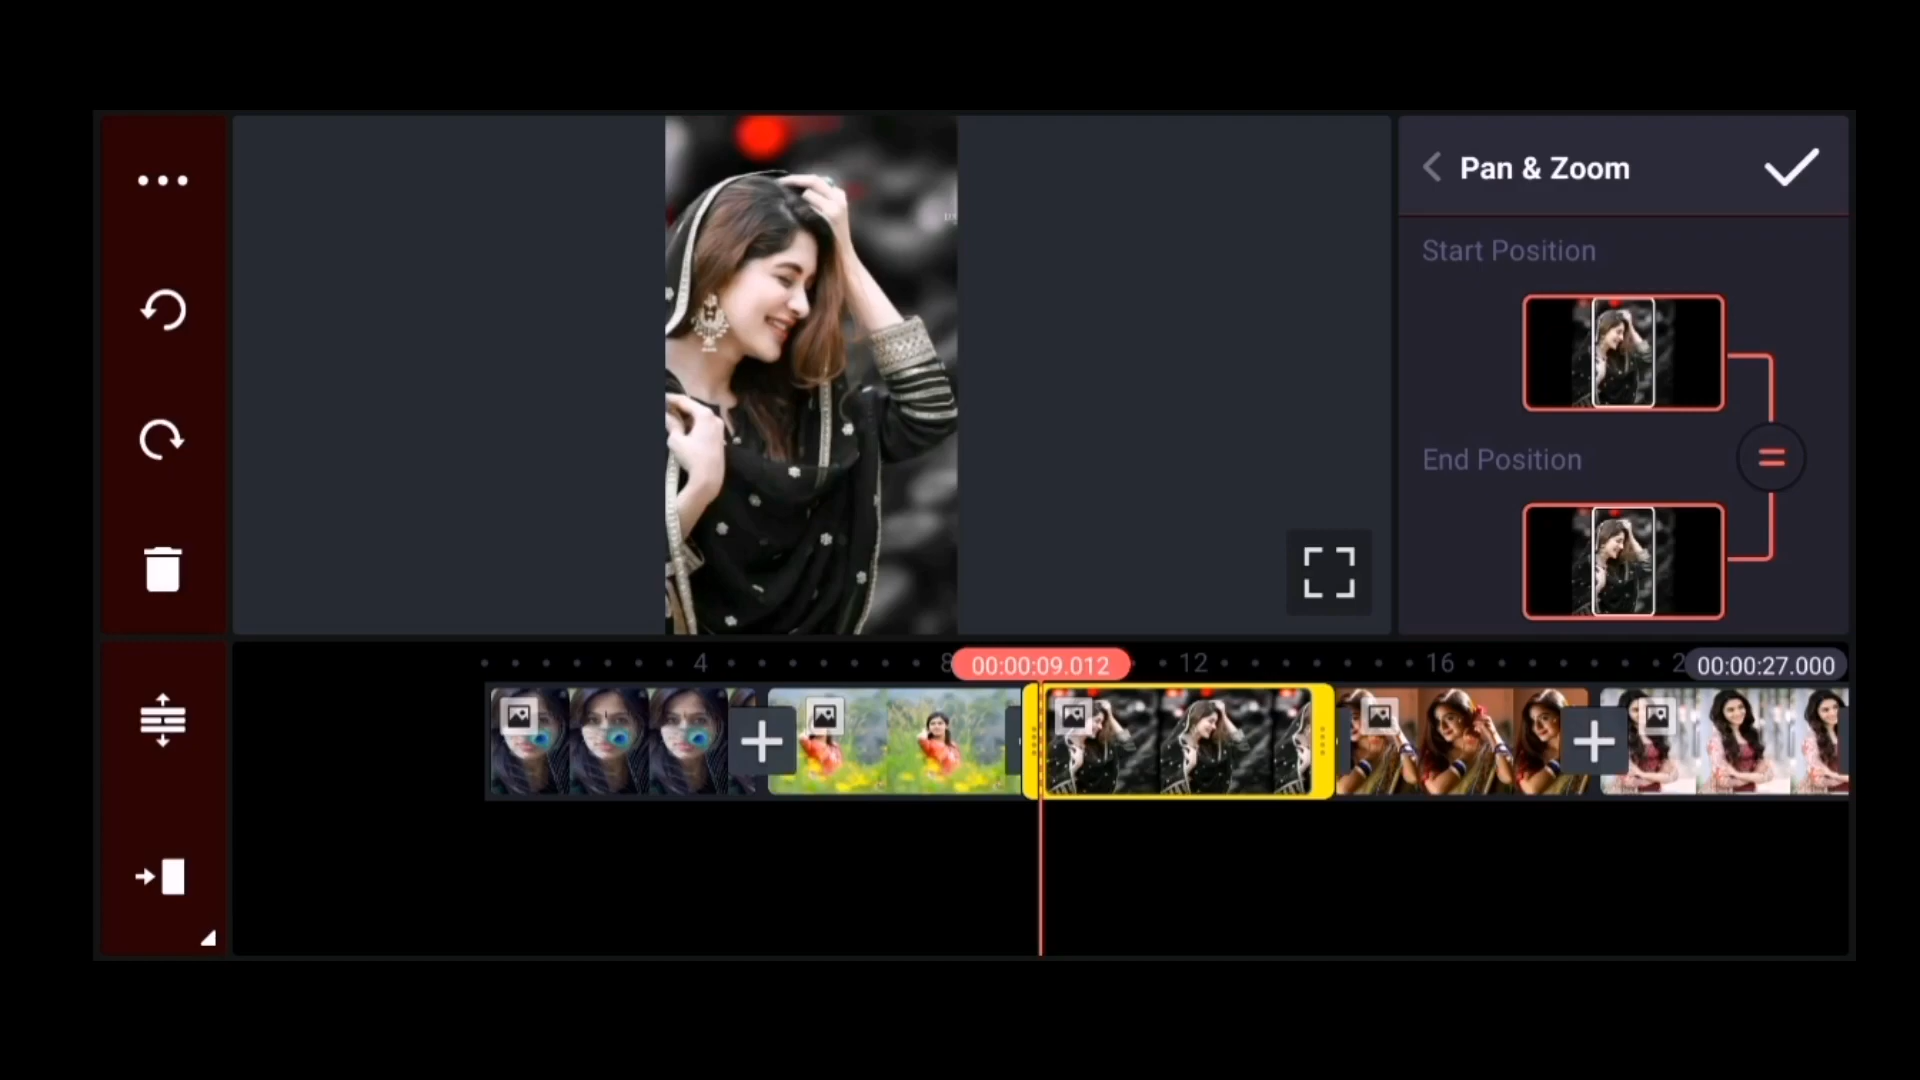 Pan & Zoom
Start Position
End Position
4 8 00:00:09.012 12 16 2 00:00:27.000